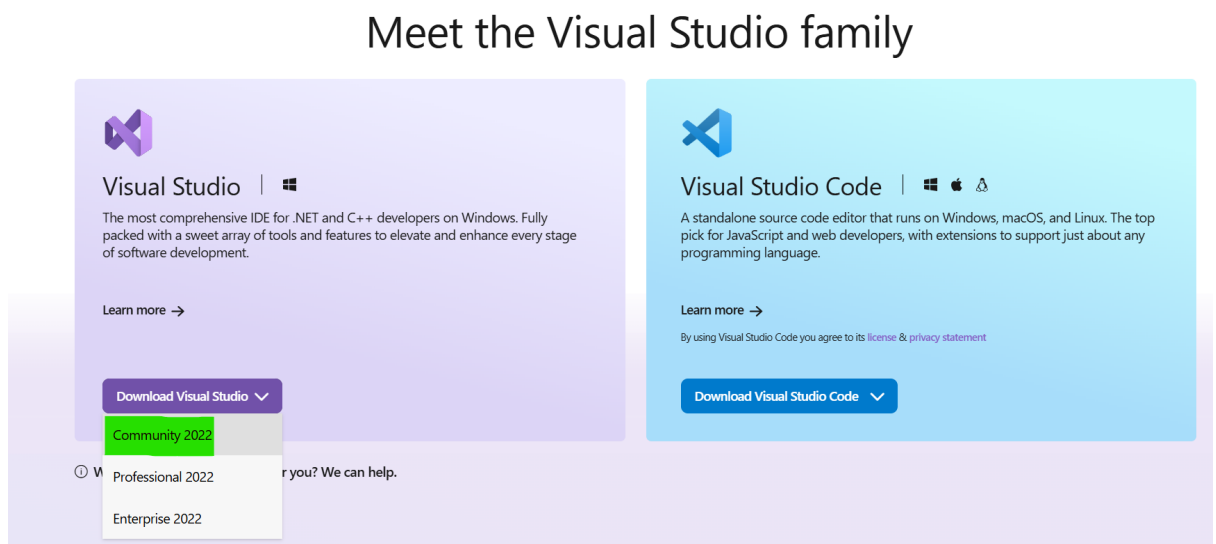 Meet the Visual Studio family
Visual Studio
The most comprehensive IDE for .NET and C++ developers on Windows. Fully
packed with a sweet array of tools and features to elevate and enhance every stage
of software development.
Learn more
Download Visual Studio
Community 2022
Professional 2022
Enterprise 2022
r you? We can help.
Visual Studio Code
A standalone source code editor that runs on Windows, macOS, and Linux. The top
pick for JavaScript and web developers, with extensions to support just about any
programming language.
Learn more
By using Visual Studio Code you agree to its license & privacy statement
Download Visual Studio Code